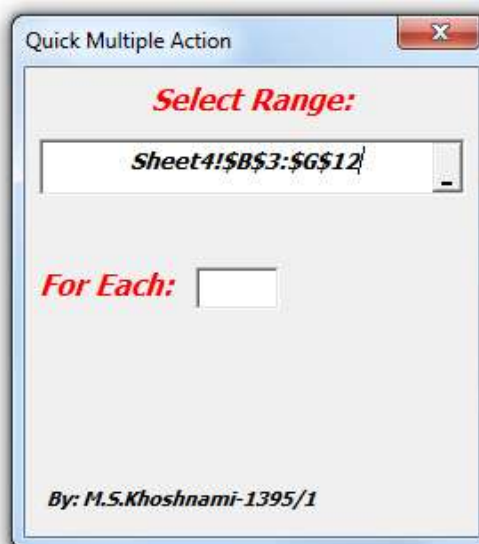 Quick Multiple Action
Select Range:
Sheet4!$B$3:$G$12
For Each:
By: M.S.Khoshnami-1395/1